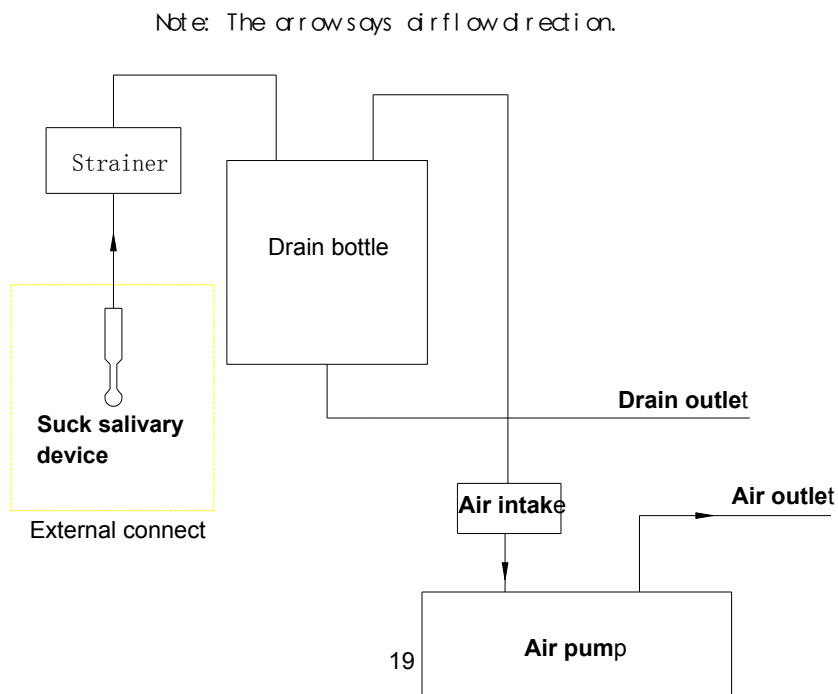 Note: The arrow says airflow direction.
Strainer
Drain bottle
Drain outlet
Suck salivary
device
Air intake
Air outlet
External connect
Air pump
19